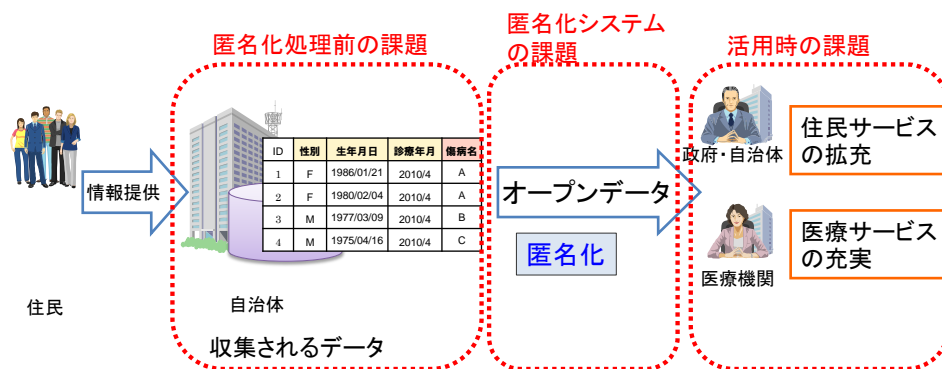 匿名化処理前の課題
匿名化システム
の課題
活用時の課題
情報提供
住民
ID 性別 生年月日 診療年月 傷病名
1 F 1986/01/21 2010/4 A
2 F 1980/02/04 2010/4 A
3 M 1977/03/09 2010/4 B
4 M 1975/04/16 2010/4 C
自治体
収集されるデータ
オープンデータ
匿名化
政府・自治体
住民サービス
の拡充
医療機関
医療サービス
の充実